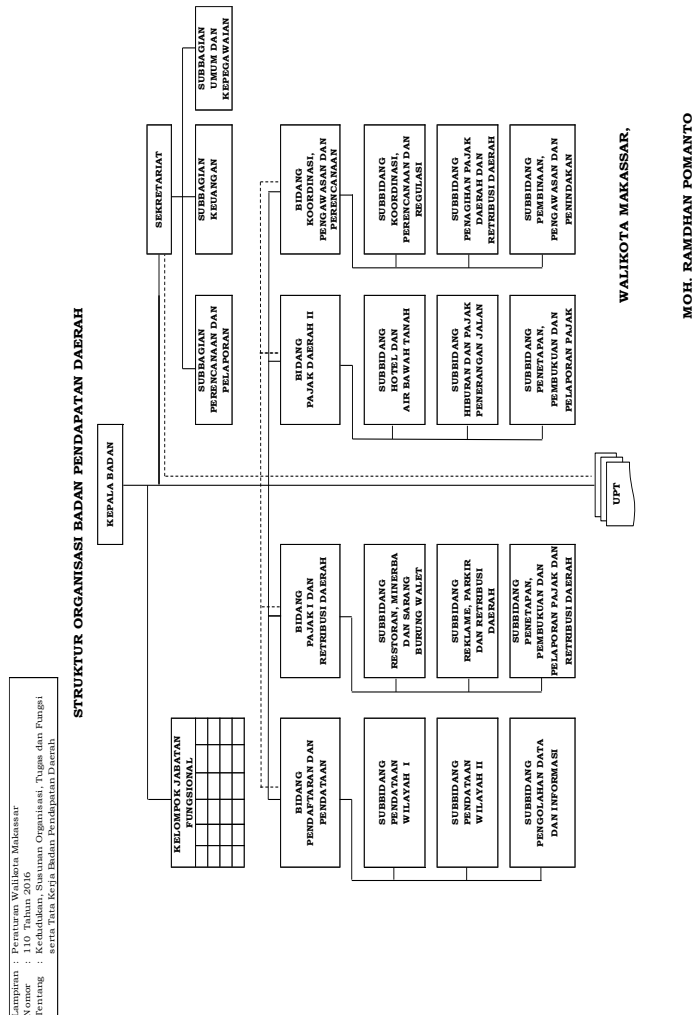 Lampiran : Peraturan Walikota Makassar
Nomor : 110 Tahun 2016
Tentang : Kedudukan, Susunan Organisasi, Tugas dan Fungsi
serta Tata Kerja Badan Pendapatan Daerah
STRUKTUR ORGANISASI BADAN PENDAPATAN DAERAH
KEPALA BADAN
KELOMPOK JABATAN
FUNGSIONAL
SEKRETARIAT
SUBBAGIAN
PERENCANAAN DAN
PELAPORAN
SUBBAGIAN
KEUANGAN
SUBBAGIAN
UMUM DAN
KEPEGAWAIAN
BIDANG
PENDAFTARAN DAN
PENDATAAN
BIDANG
PAJAK I DAN
RETRIBUSI DAERAH
BIDANG
PAJAK DAERAH II
BIDANG
KOORDINASI,
PENGAWASAN DAN
PERENCANAAN
SUBBIDANG
PENDATAAN
WILAYAH I
SUBBIDANG
RESTORAN, MINERBA
DAN SARANG
BURUNG WALET
SUBBIDANG
HOTEL DAN
AIR BAWAH TANAH
SUBBIDANG
KOORDINASI,
PERENCANAAN DAN
REGULASI
SUBBIDANG
PENDATAAN
WILAYAH II
SUBBIDANG
REKLAME, PARKIR
DAN RETRIBUSI
DAERAH
SUBBIDANG
HIBURAN DAN PAJAK
PENERANGAN JALAN
SUBBIDANG
PENAGIHAN PAJAK
DAERAH DAN
RETRIBUSI DAERAH
SUBBIDANG
PENGOLAHAN DATA
DAN INFORMASI
SUBBIDANG
PENETAPAN,
PEMBUKUAN DAN
PELAPORAN PAJAK DAN
RETRIBUSI DAERAH
SUBBIDANG
PENETAPAN,
PEMBUKUAN DAN
PELAPORAN PAJAK
SUBBIDANG
PEMBINAAN,
PENGAWASAN DAN
PENINDAKAN
UPT
WALIKOTA MAKASSAR,
MOH. RAMDHAN POMANTO